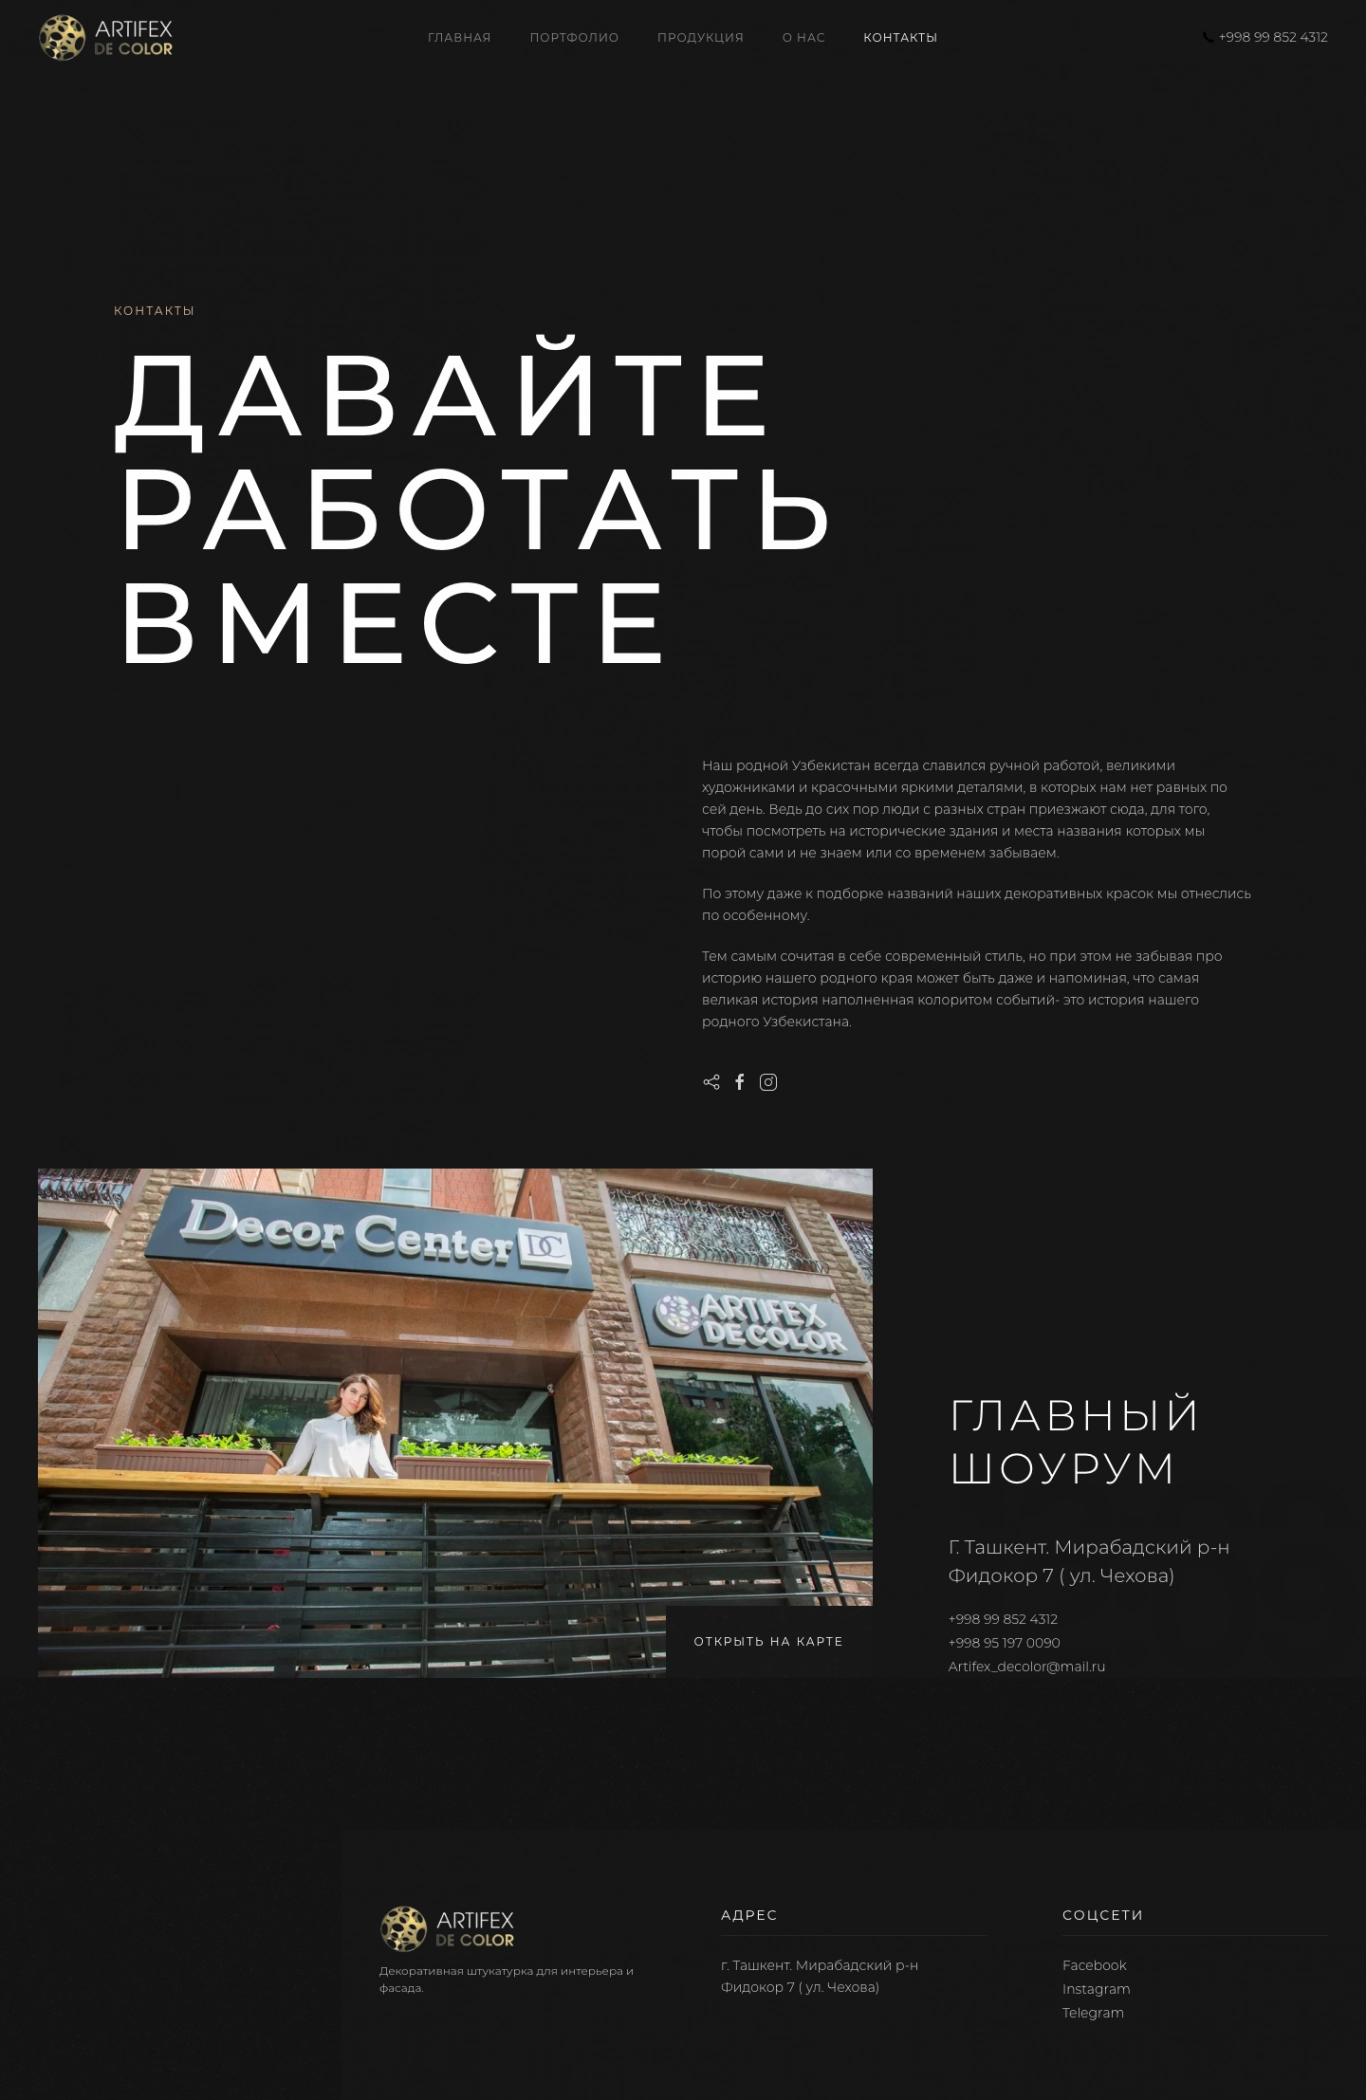 ARTIFEX
DE COLOR
ГЛАВНАЯ
ПОРТФОЛИО
ПРОДУКЦИЯ
О НАС
КОНТАКТЫ
+998 99 852 4312
КОНТАКТЫ
ДАВАЙТЕ
РАБОТАТЬ
ВМЕСТЕ
Наш родной Узбекистан всегда славился ручной работой, великими
художниками и красочными яркими деталями, в которых нам нет равных по
сей день. Ведь до сих пор люди с разных стран приезжают сюда, для того,
чтобы посмотреть на исторические здания и места названия которых мы
порой сами и не знаем или со временем забываем.
По этому даже к подборке названий наших декоративных красок мы отнеслись
по особенному.
Тем самым сочитая в себе современный стиль, но при этом не забывая про
историю нашего родного края может быть даже и напоминая, что самая
великая история наполненная колоритом событий- это история нашего
родного Узбекистана.
Decor Center DC
ARTIFEX
DE COLOR
ОТКРЫТЬ НА КАРТЕ
ГЛАВНЫЙ
ШОУРУМ
Г. Ташкент. Мирабадский р-н
Фидокор 7 ( ул. Чехова)
+998 99 852 4312
+998 95 197 0090
Artifex_decolor@mail.ru
ARTIFEX
DE COLOR
Декоративная штукатурка для интерьера и
фасада.
АДРЕС
г. Ташкент. Мирабадский р-н
Фидокор 7 ( ул. Чехова)
СОЦСЕТИ
Facebook
Instagram
Telegram